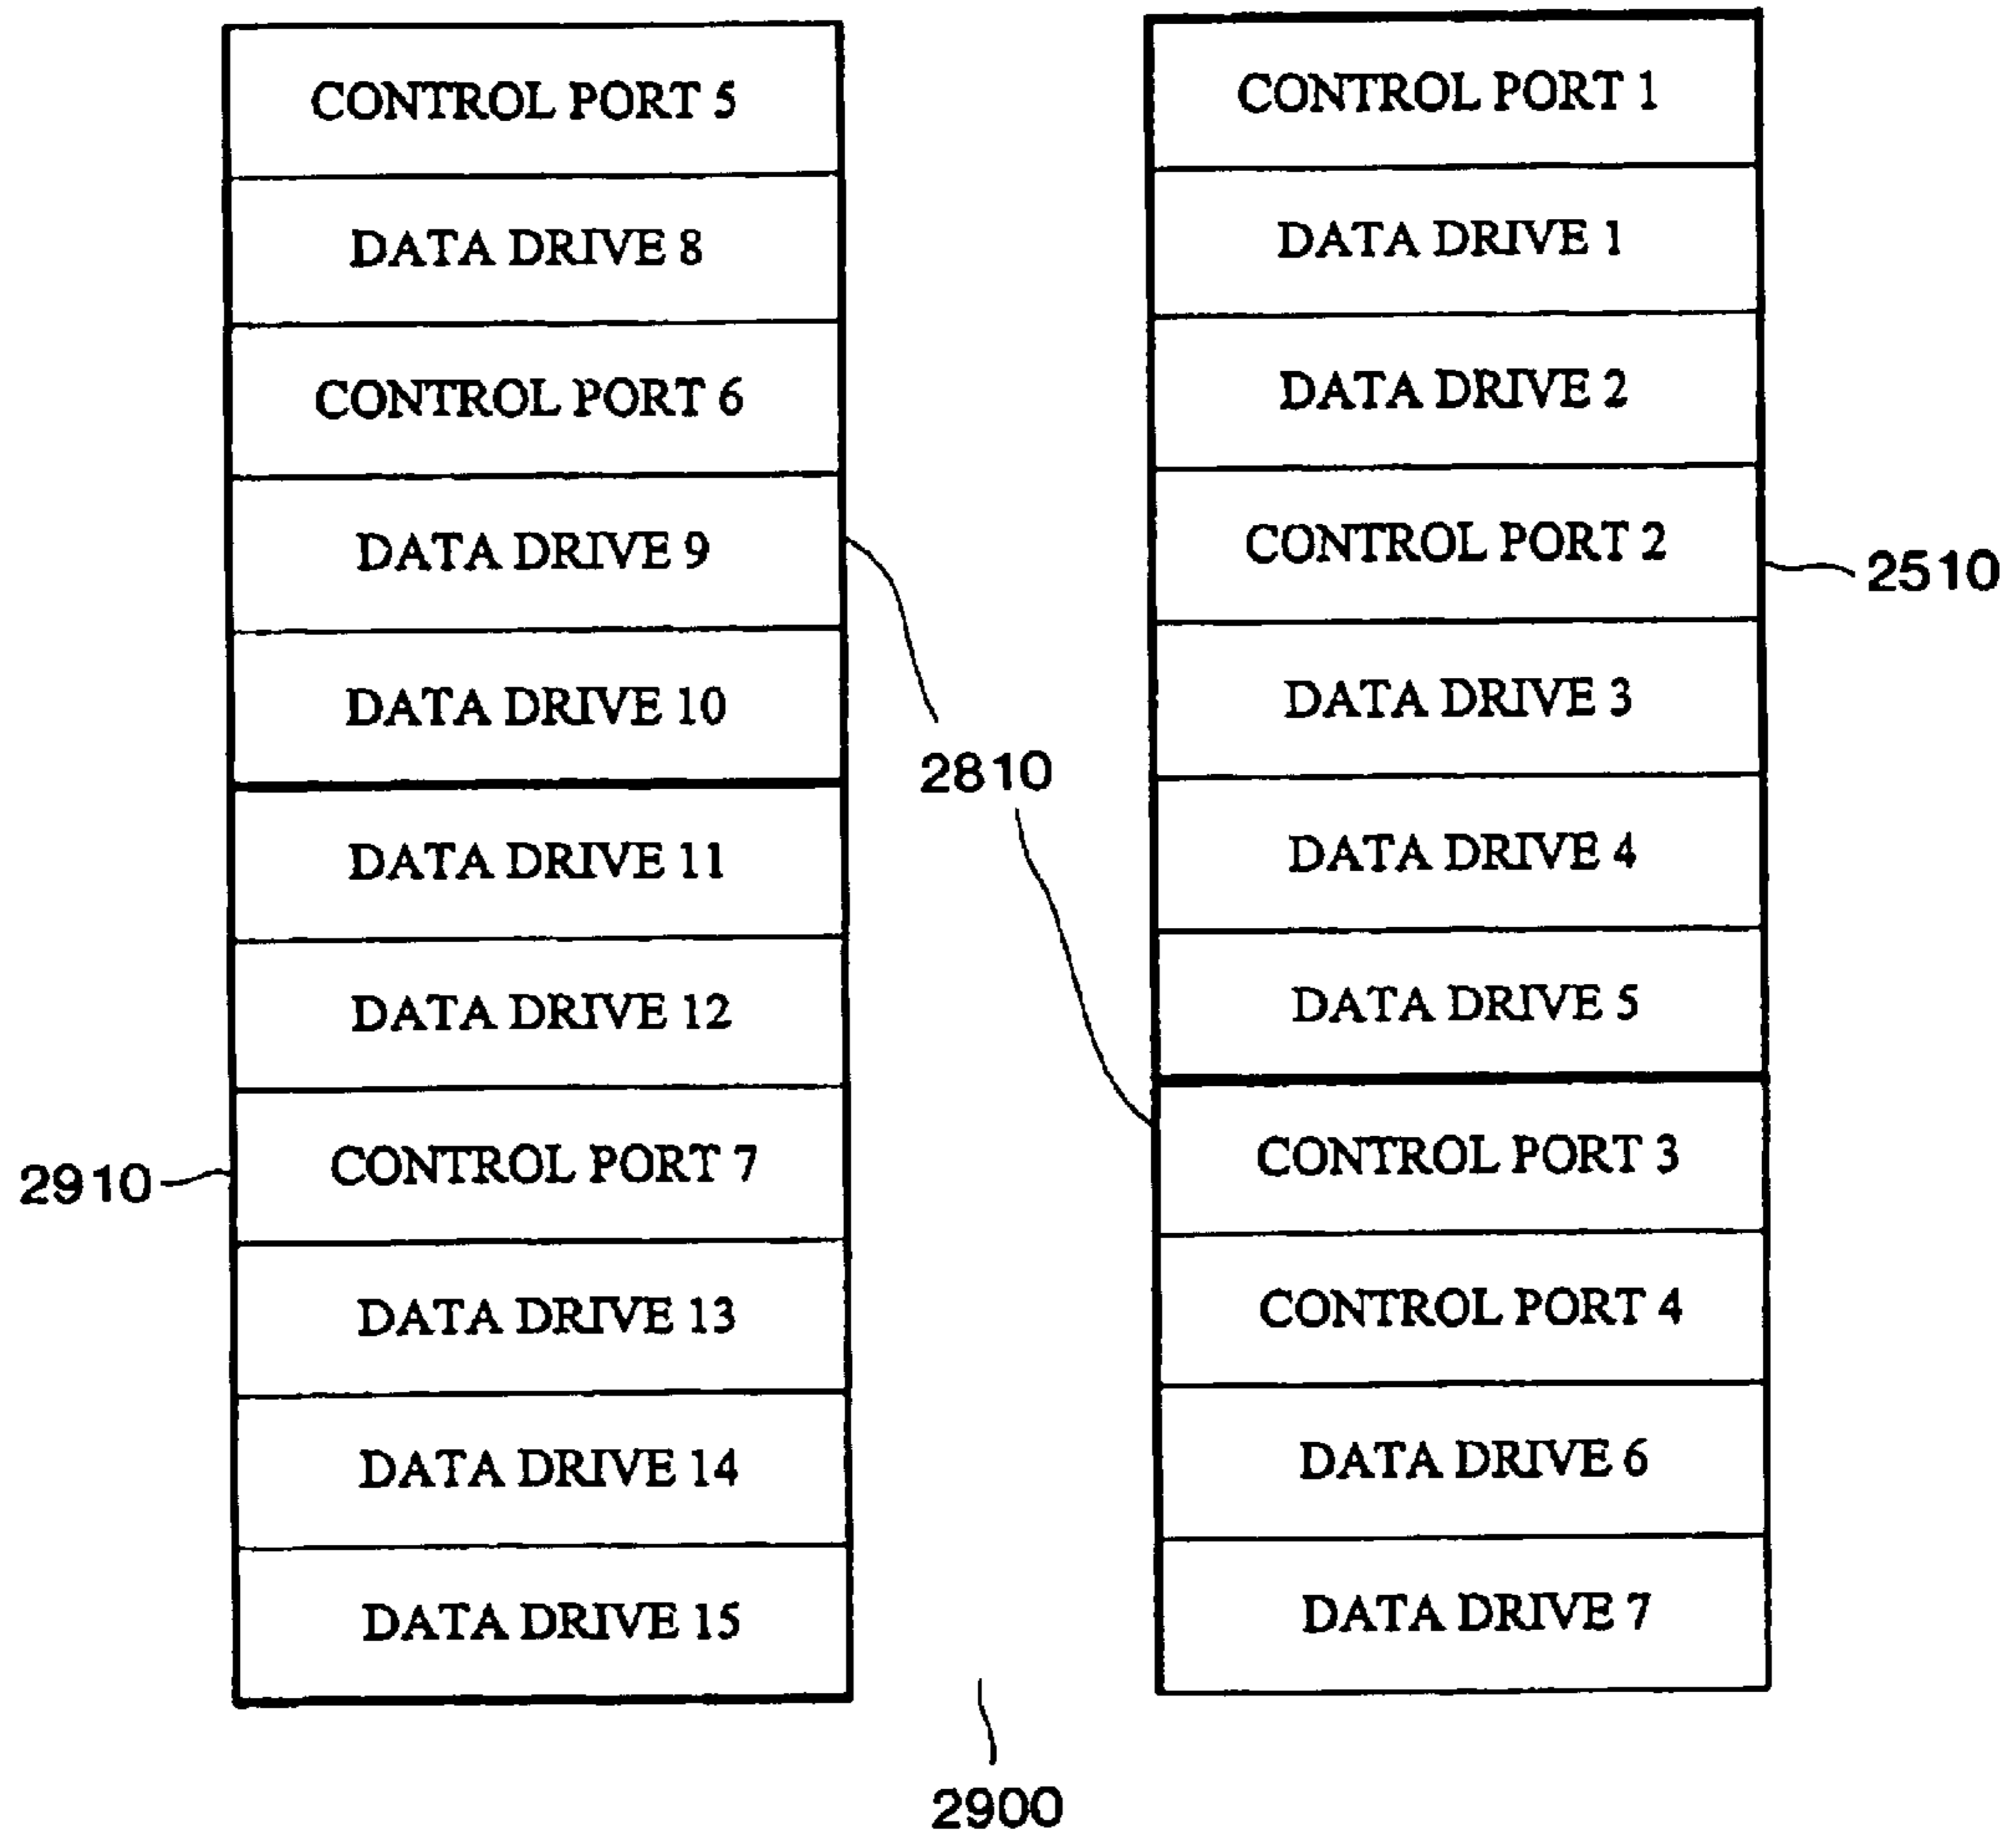 CONTROL PORT 5
DATA DRIVE 8
CONTROL PORT 6
DATA DRIVE 9
DATA DRIVE 10
DATA DRIVE 11
DATA DRIVE 12
CONTROL PORT 7
DATA DRIVE 13
DATA DRIVE 14
DATA DRIVE 15
2910
2810
2900
CONTROL PORT 1
DATA DRIVE 1
DATA DRIVE 2
CONTROL PORT 2
DATA DRIVE 3
DATA DRIVE 4
DATA DRIVE 5
CONTROL PORT 3
CONTROL PORT 4
DATA DRIVE 6
DATA DRIVE 7
2510